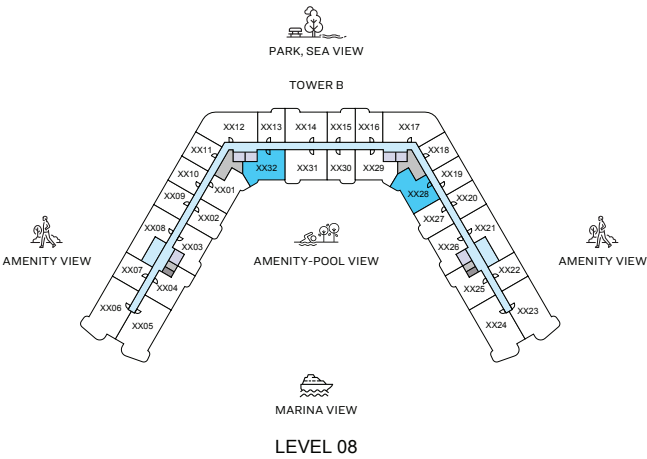 PARK, SEA VIEW
TOWER B
XX12
XX13
XX14
XX15
XX16
XX17
XX11
XX18
XX10
XX01
XX32
XX31
XX30
XX29
XX28
XX19
XX09
XX02
XX20
XX08
XX03
XX27
XX21
XX26
AMENITY VIEW
AMENITY-POOL VIEW
AMENITY VIEW
XX07
XX04
XX25
XX22
XX06
XX05
XX24
XX23
MARINA VIEW
LEVEL 08